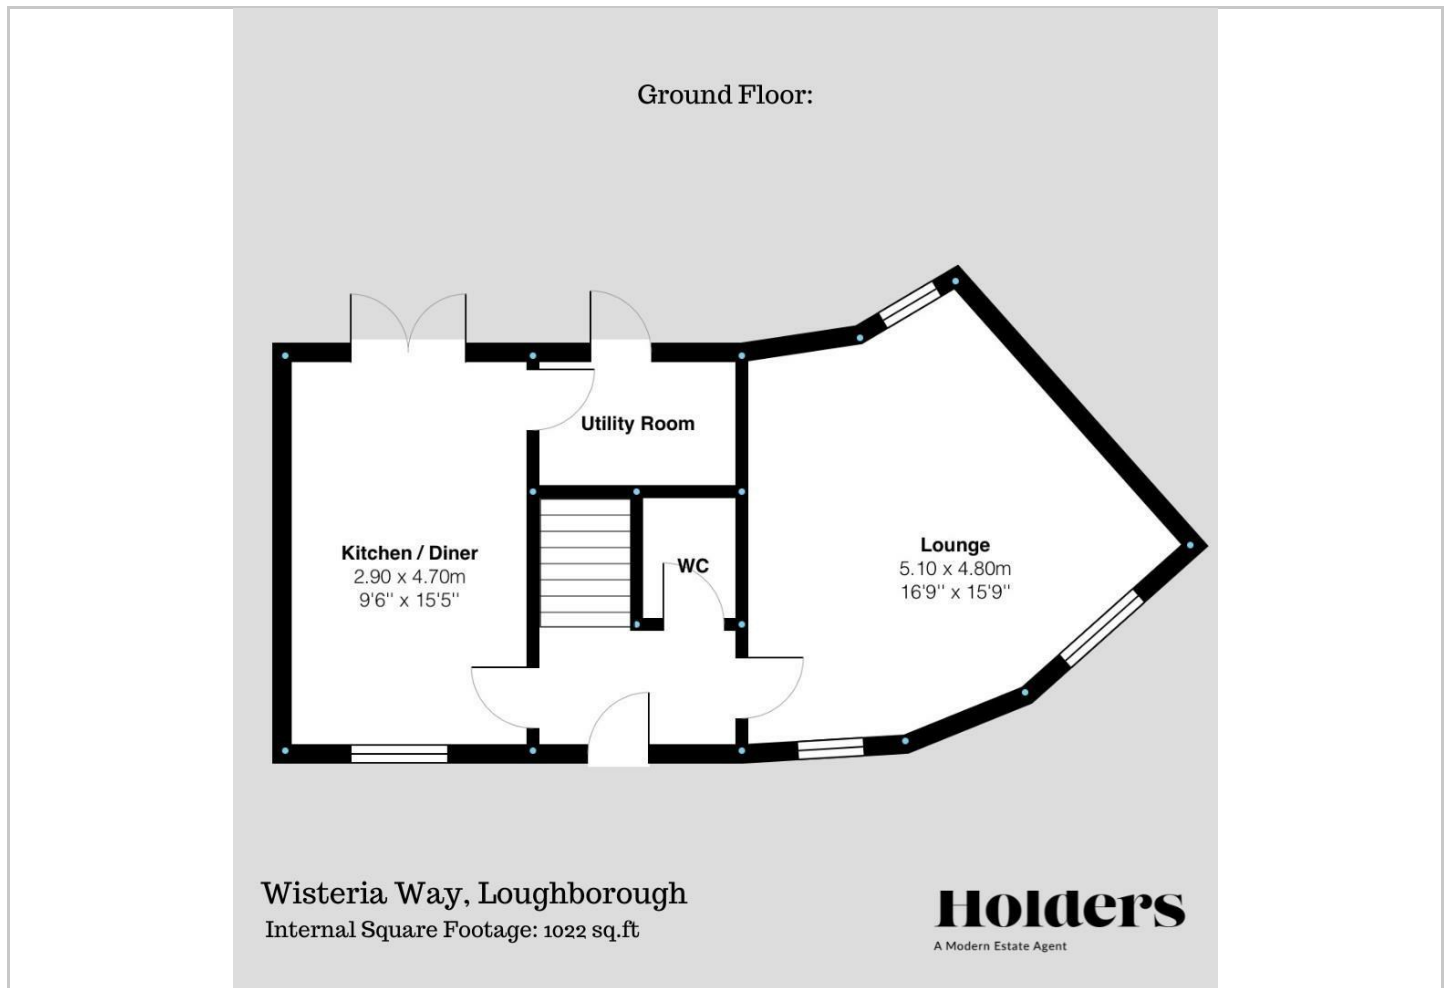 Ground Floor:
Utility Room
Kitchen / Diner
2.90 x 4.70m
9'6'' x 15'5''
WC
Lounge
5.10 x 4.80m
16'9'' x 15'9''
Wisteria Way, Loughborough
Internal Square Footage: 1022 sq.ft
Holders
A Modern Estate Agent